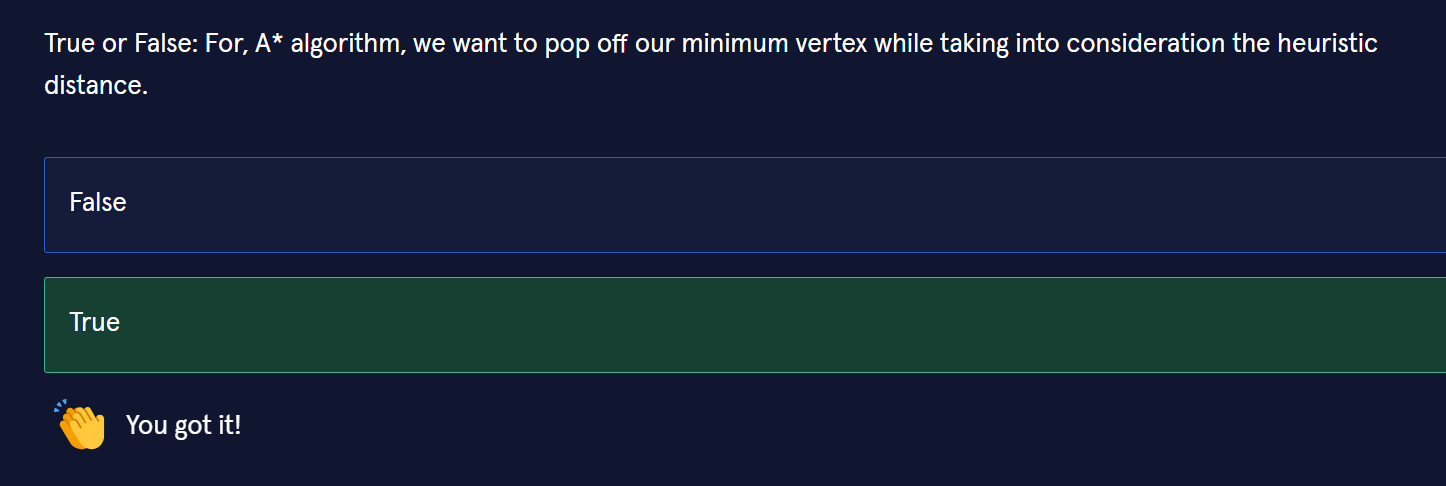 True or False: For, A* algorithm, we want to pop off our minimum vertex while taking into consideration the heuristic
distance.
False
True
You got it!